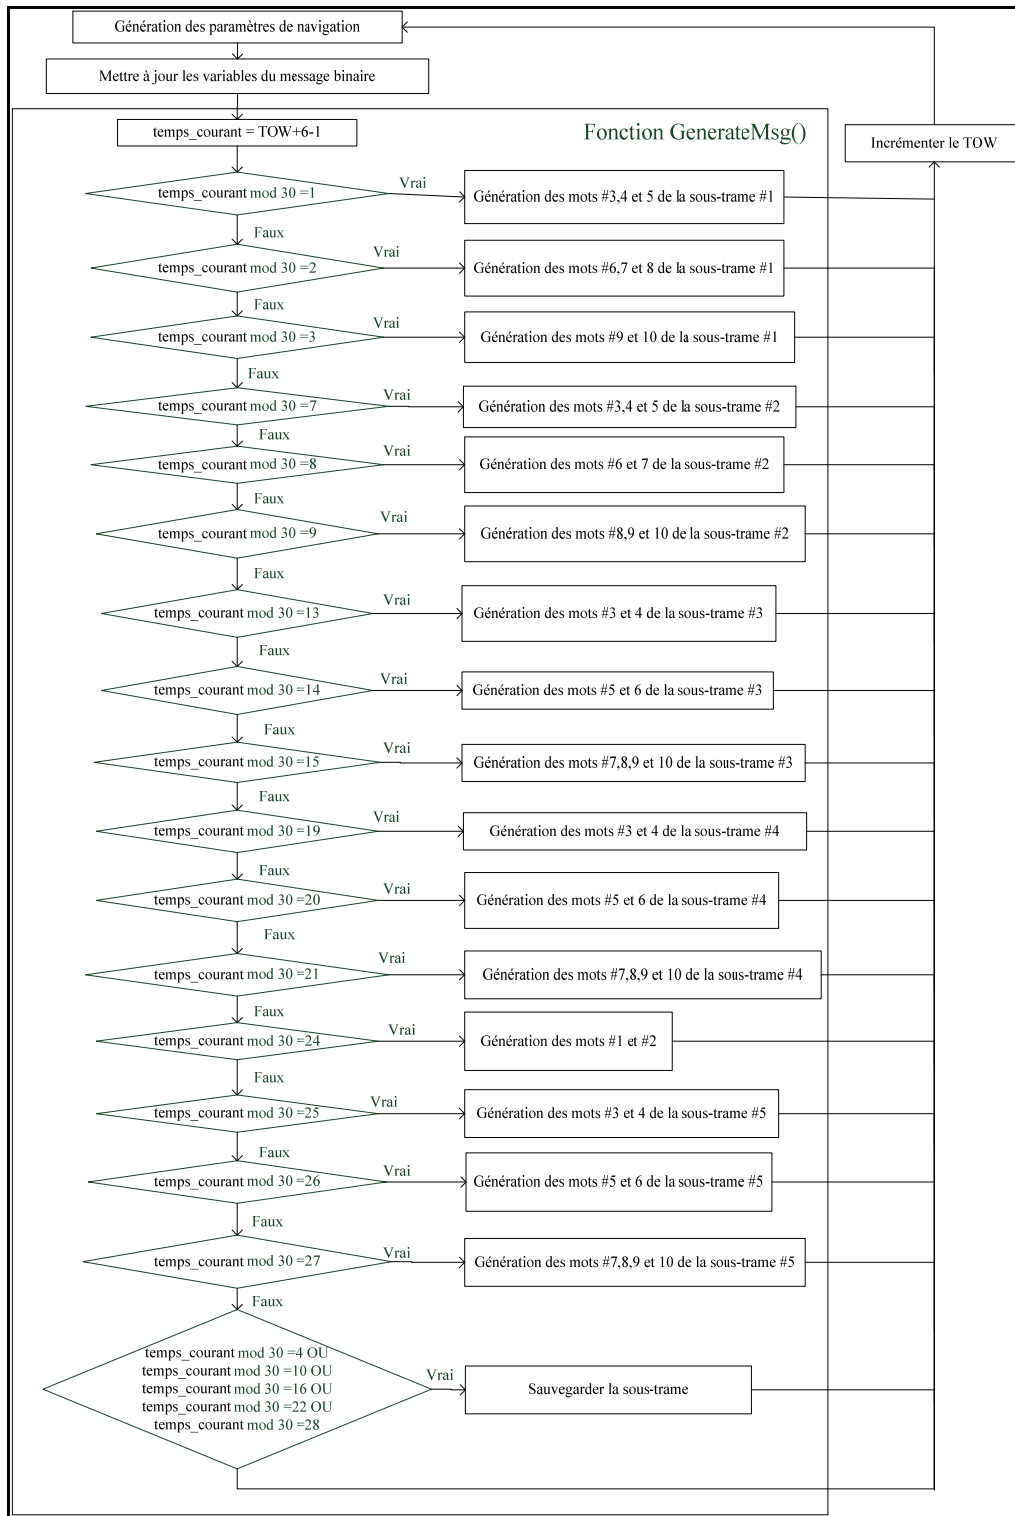 Génération des paramètres de navigation
Mettre à jour les variables du message binaire
temps_courant = TOW+6-1
Fonction GenerateMsg()
Incrémenter le TOW
temps_courant mod 30 =1
Vrai
Génération des mots #3,4 et 5 de la sous-trame #1
Faux
temps_courant mod 30 =2
Vrai
Génération des mots #6,7 et 8 de la sous-trame #1
Faux
temps_courant mod 30 =3
Vrai
Génération des mots #9 et 10 de la sous-trame #1
Faux
temps_courant mod 30 =7
Vrai
Génération des mots #3,4 et 5 de la sous-trame #2
Faux
temps_courant mod 30 =8
Vrai
Génération des mots #6 et 7 de la sous-trame #2
Faux
temps_courant mod 30 =9
Vrai
Génération des mots #8,9 et 10 de la sous-trame #2
Faux
temps_courant mod 30 =13
Vrai
Génération des mots #3 et 4 de la sous-trame #3
Faux
temps_courant mod 30 =14
Vrai
Génération des mots #5 et 6 de la sous-trame #3
Faux
temps_courant mod 30 =15
Vrai
Génération des mots #7,8,9 et 10 de la sous-trame #3
Faux
temps_courant mod 30 =19
Vrai
Génération des mots #3 et 4 de la sous-trame #4
Faux
temps_courant mod 30 =20
Vrai
Génération des mots #5 et 6 de la sous-trame #4
Faux
temps_courant mod 30 =21
Vrai
Génération des mots #7,8,9 et 10 de la sous-trame #4
Faux
temps_courant mod 30 =24
Vrai
Génération des mots #1 et #2
Faux
temps_courant mod 30 =25
Vrai
Génération des mots #3 et 4 de la sous-trame #5
Faux
temps_courant mod 30 =26
Vrai
Génération des mots #5 et 6 de la sous-trame #5
Faux
temps_courant mod 30 =27
Vrai
Génération des mots #7,8,9 et 10 de la sous-trame #5
Faux
temps_courant mod 30 =4 OU
temps_courant mod 30 =10 OU
temps_courant mod 30 =16 OU
temps_courant mod 30 =22 OU
temps_courant mod 30 =28
Vrai
Sauvegarder la sous-trame